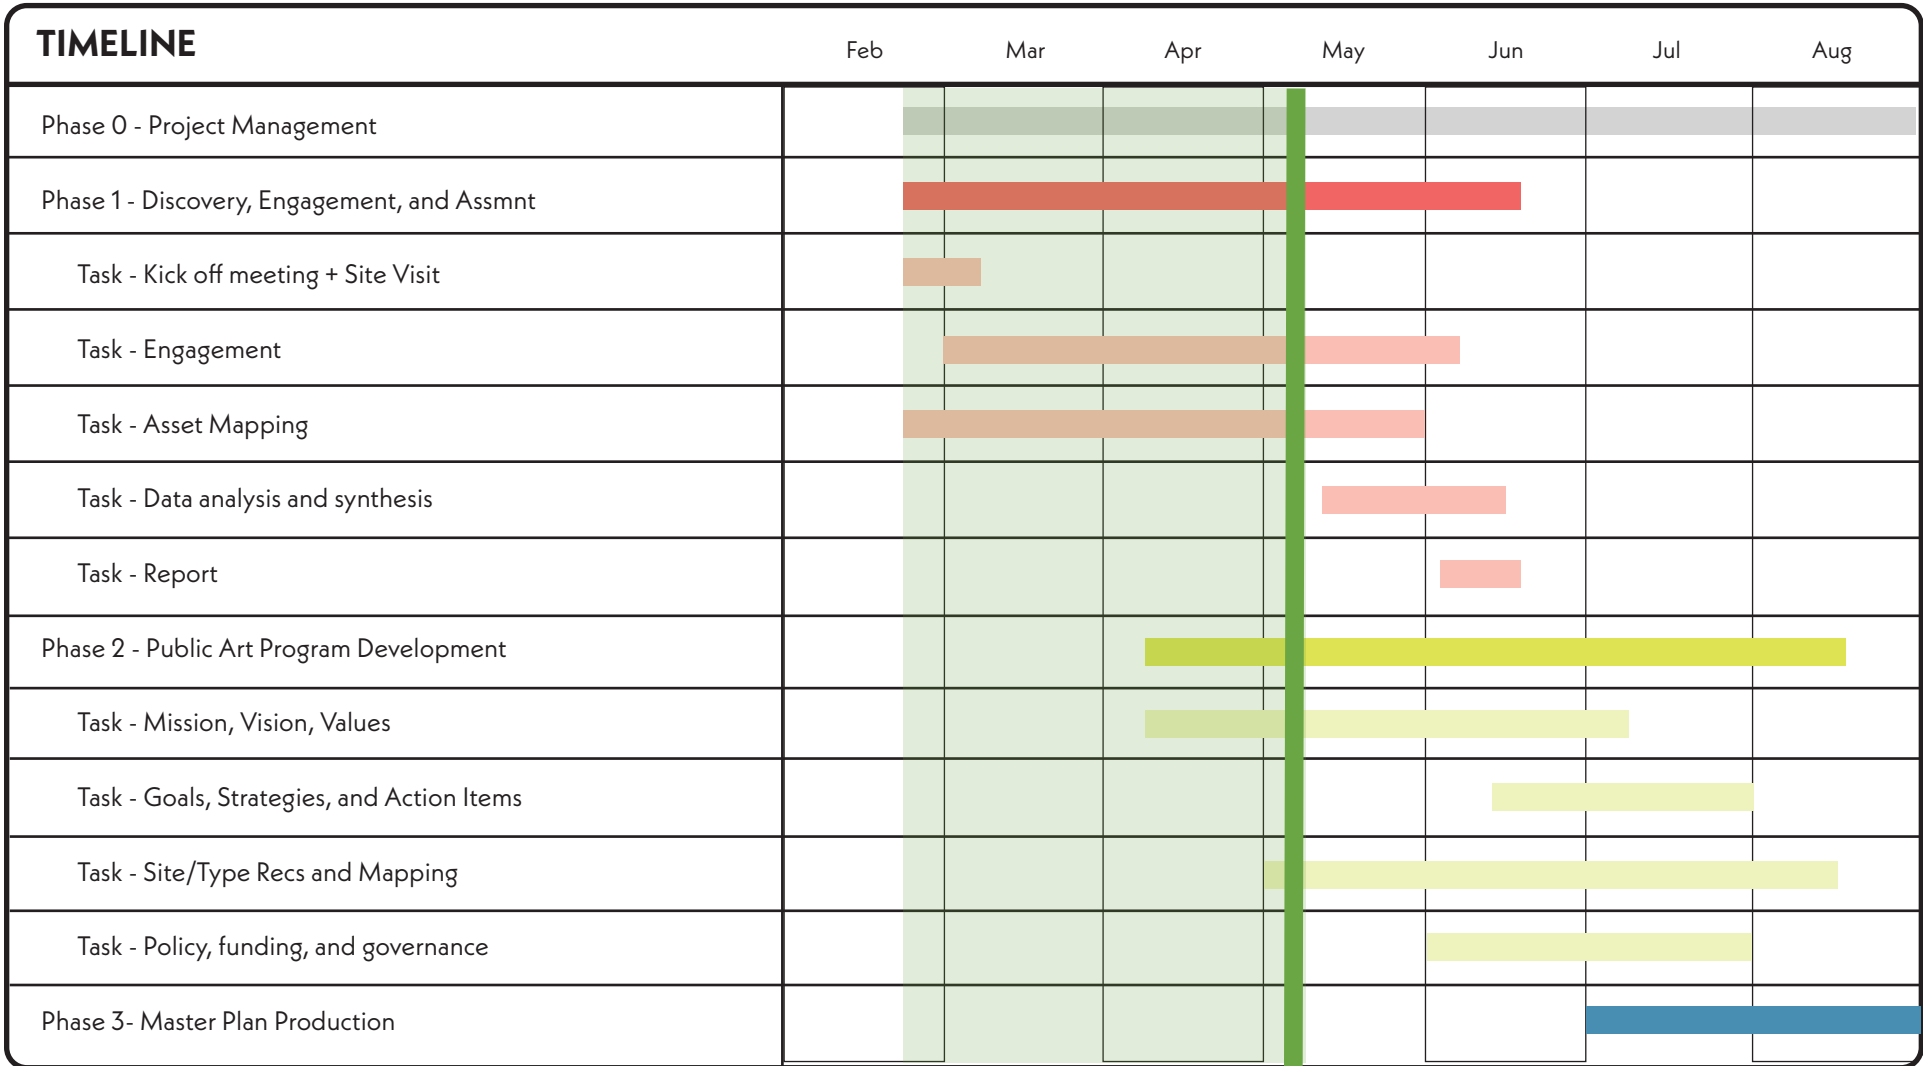 TIMELINE Feb Mar Apr May Jun Jul Aug
Phase 0 - Project Management
Phase 1 - Discovery, Engagement, and Assmnt
Task - Kick off meeting + Site Visit
Task - Engagement
Task - Asset Mapping
Task - Data analysis and synthesis
Task - Report
Phase 2 - Public Art Program Development
Task - Mission, Vision, Values
Task - Goals, Strategies, and Action Items
Task - Site/Type Recs and Mapping
Task - Policy, funding, and governance
Phase 3- Master Plan Production